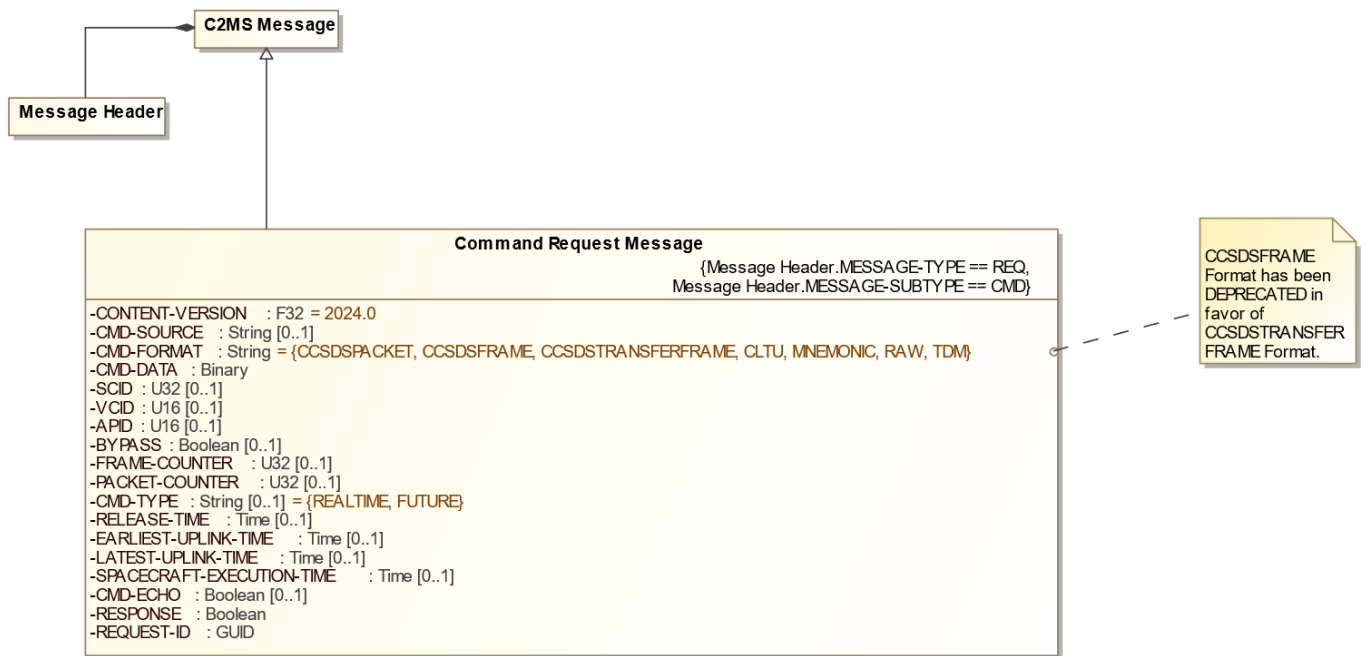 C2MS Message
Message Header
Command Request Message
{Message Header.MESSAGE-TYPE == REQ,
Message Header.MESSAGE-SUBTYPE == CMD}
-CONTENT-VERSION : F32 = 2024.0
-CMD-SOURCE : String [0..1]
-CMD-FORMAT : String = {CCSDSPACKET, CCSDSFRAME, CCSDSTRANSFERFRAME, CLTU, MNEMONIC, RAW, TDM}
-CMD-DATA : Binary
-SCID : U32 [0..1]
-VCID : U16 [0..1]
-APID : U16 [0..1]
-BYPASS : Boolean [0..1]
-FRAME-COUNTER : U32 [0..1]
-PACKET-COUNTER : U32 [0..1]
-CMD-TYPE : String [0..1] = {REALTIME, FUTURE}
-RELEASE-TIME : Time [0..1]
-EARLIEST-UPLINK-TIME : Time [0..1]
-LATEST-UPLINK-TIME : Time [0..1]
-SPACECRAFT-EXECUTION-TIME : Time [0..1]
-CMD-ECHO : Boolean [0..1]
-RESPONSE : Boolean
-REQUEST-ID : GUID
CCSDSFRAME
Format has been
DEPRECATED in
favor of
CCSDSTRANSFER
FRAME Format.